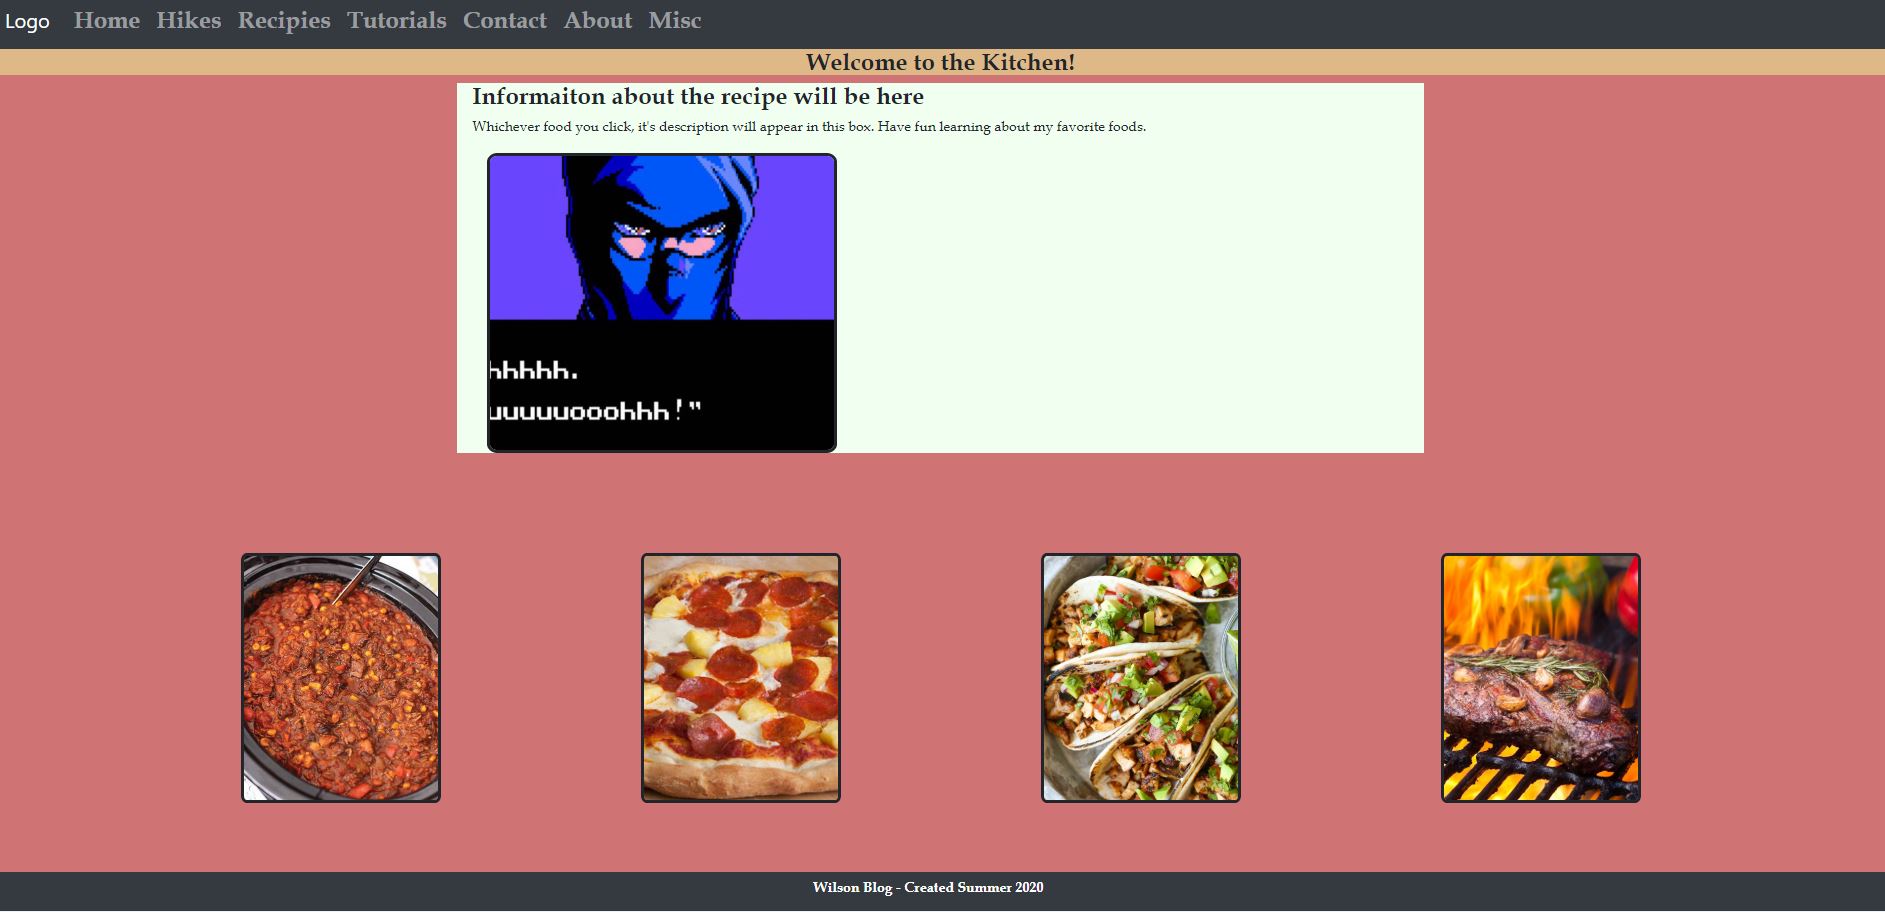 Logo Home Hikes Recipies Tutorials Contact About Misc
Welcome to the Kitchen!
Informaiton about the recipe will be here
Whichever food you click, it's description will appear in this box. Have fun learning about my favorite foods.
hhhhh.
uuuuuooohhh!"
Wilson Blog - Created Summer 2020